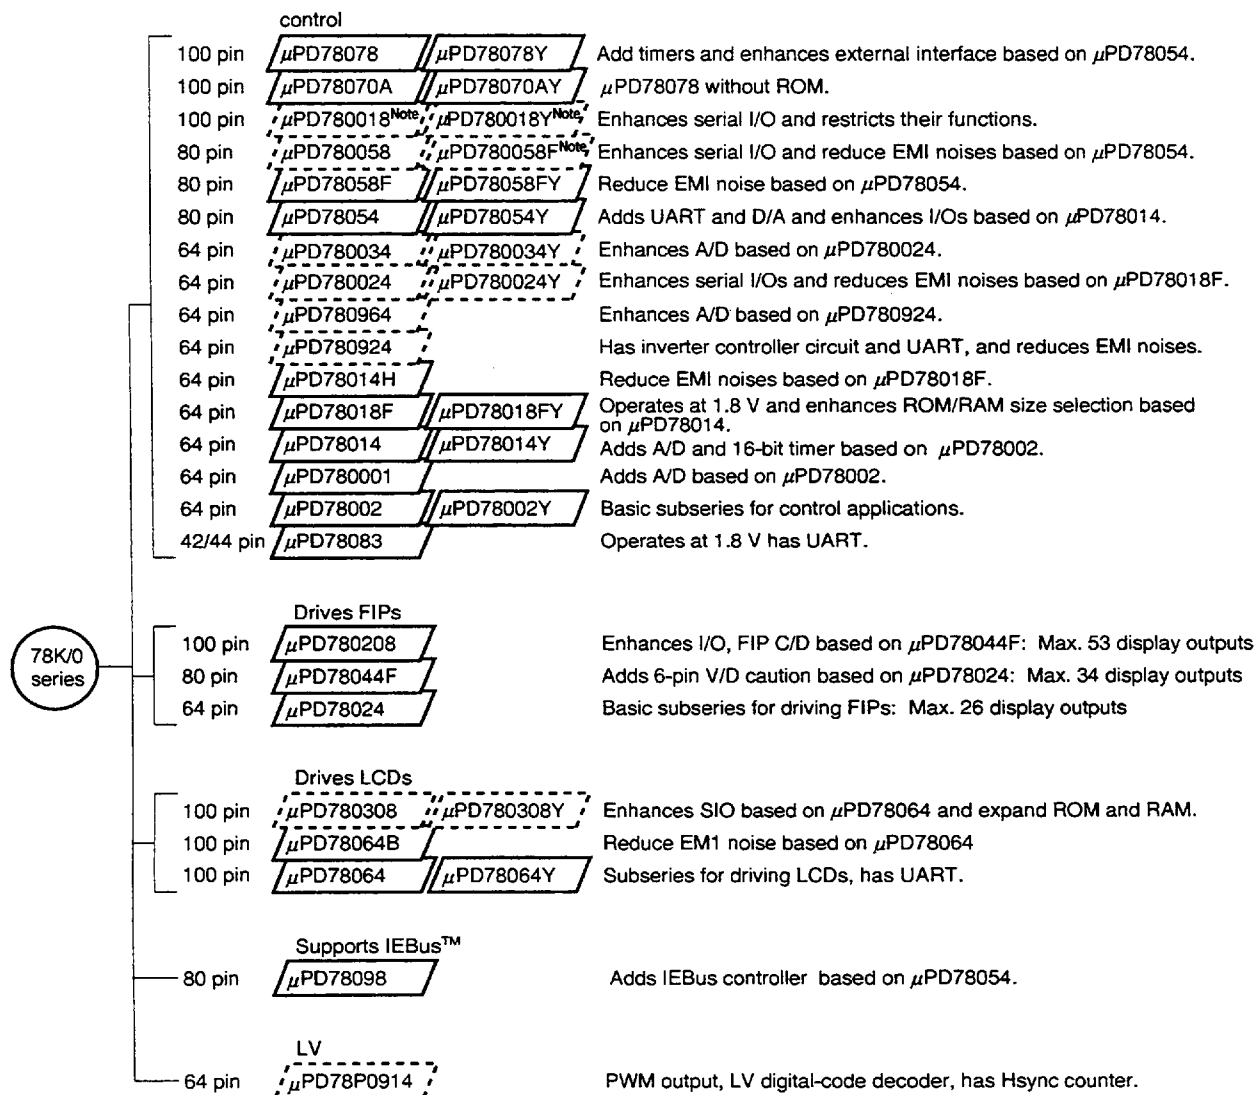 control
100 pin μPD78078 μPD78078Y Add timers and enhances external interface based on μPD78054.
100 pin μPD78070A μPD78070AY μPD78078 without ROM.
100 pin μPD780018Note μPD780018YNote Enhances serial I/O and restricts their functions.
80 pin μPD780058 μPD780058FNote Enhances serial I/O and reduce EMI noises based on μPD78054.
80 pin μPD78058F μPD78058FY Reduce EMI noise based on μPD78054.
80 pin μPD78054 μPD78054Y Adds UART and D/A and enhances I/Os based on μPD78014.
64 pin μPD780034 μPD780034Y Enhances A/D based on μPD780024.
64 pin μPD780024 μPD780024Y Enhances serial I/Os and reduces EMI noises based on μPD78018F.
64 pin μPD780964 Enhances A/D based on μPD780924.
64 pin μPD780924 Has inverter controller circuit and UART, and reduces EMI noises.
64 pin μPD78014H Reduce EMI noises based on μPD78018F.
64 pin μPD78018F μPD78018FY Operates at 1.8 V and enhances ROM/RAM size selection based
on μPD78014.
64 pin μPD78014 μPD78014Y Adds A/D and 16-bit timer based on μPD78002.
64 pin μPD780001 Adds A/D based on μPD78002.
64 pin μPD78002 μPD78002Y Basic subseries for control applications.
42/44 pin μPD78083 Operates at 1.8 V has UART.
78K/0
series
Drives FIPs
100 pin μPD780208 Enhances I/O, FIP C/D based on μPD78044F: Max. 53 display outputs
80 pin μPD78044F Adds 6-pin V/D caution based on μPD78024: Max. 34 display outputs
64 pin μPD78024 Basic subseries for driving FIPs: Max. 26 display outputs
Drives LCDs
100 pin μPD780308 μPD780308Y Enhances SIO based on μPD78064 and expand ROM and RAM.
100 pin μPD78064B Reduce EM1 noise based on μPD78064
100 pin μPD78064 μPD78064Y Subseries for driving LCDs, has UART.
Supports IEBus™
80 pin μPD78098 Adds IEBus controller based on μPD78054.
LV
64 pin μPD78P0914 PWM output, LV digital-code decoder, has Hsync counter.